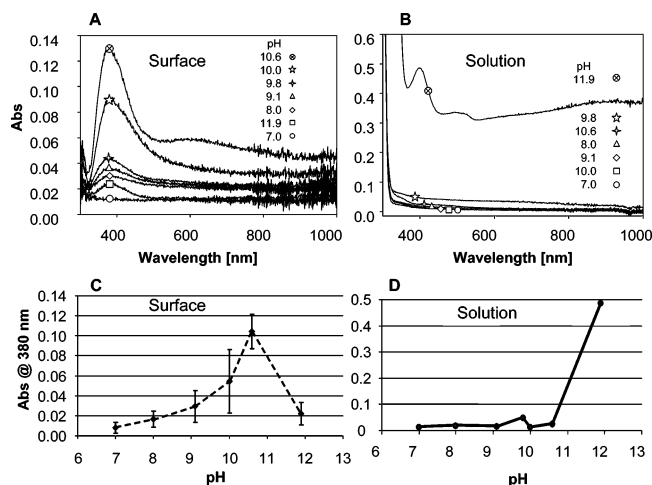 A
Surface
Abs
0.14
0.12
0.10
0.08
0.06
0.04
0.02
0.00
pH
10.6
10.0
9.8
9.1
8.0
11.9
7.0
400 600 800 1000
Wavelength [nm]
B
Solution
0.6
0.5
0.4
0.3
0.2
0.1
0.0
pH
11.9
9.8
10.6
8.0
9.1
10.0
7.0
400 600 800 1000
Wavelength [nm]
C
Surface
Abs @ 380 nm
0.14
0.12
0.10
0.08
0.06
0.04
0.02
0.00
6 7 8 9 10 11 12 13
pH
D
Solution
0.5
0.4
0.3
0.2
0.1
0
6 7 8 9 10 11 12 13
pH